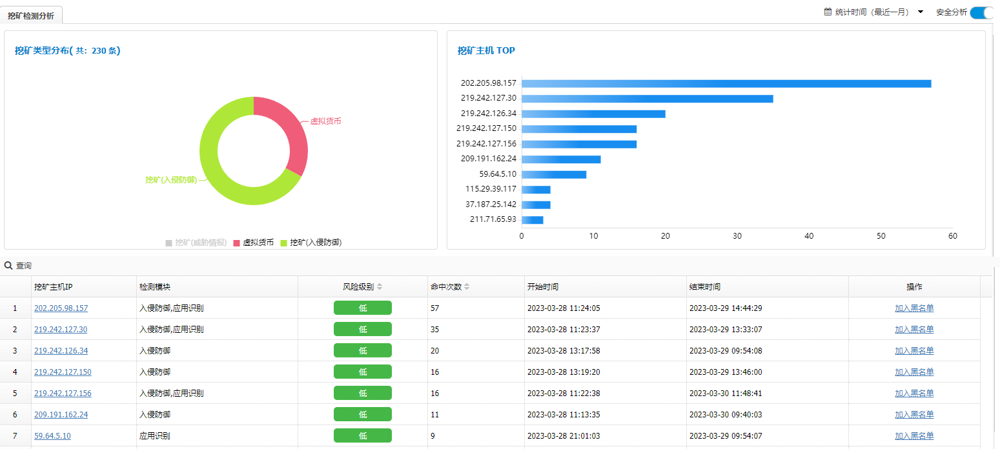 挖矿检测分析
统计时间（最近一月）
安全分析
挖矿类型分布( 共：230 条)
虚拟货币
挖矿(入侵防御)
挖矿(威胁情报) 虚拟货币 挖矿(入侵防御)
挖矿主机 TOP
202.205.98.157
219.242.127.30
219.242.126.34
219.242.127.150
219.242.127.156
209.191.162.24
59.64.5.10
115.29.39.117
37.187.25.142
211.71.65.93
0 10 20 30 40 50 60
查询
挖矿主机IP 检测模块 风险级别 命中次数 开始时间 结束时间 操作
1 202.205.98.157 入侵防御,应用识别 低 57 2023-03-28 11:24:05 2023-03-29 14:44:29 加入黑名单
2 219.242.127.30 入侵防御,应用识别 低 35 2023-03-28 11:23:37 2023-03-29 13:33:07 加入黑名单
3 219.242.126.34 入侵防御 低 20 2023-03-28 13:17:58 2023-03-29 09:54:08 加入黑名单
4 219.242.127.150 入侵防御 低 16 2023-03-28 13:19:20 2023-03-29 13:46:00 加入黑名单
5 219.242.127.156 入侵防御,应用识别 低 16 2023-03-28 11:22:38 2023-03-30 11:48:41 加入黑名单
6 209.191.162.24 入侵防御 低 11 2023-03-28 11:13:35 2023-03-30 09:40:03 加入黑名单
7 59.64.5.10 应用识别 低 9 2023-03-28 21:01:03 2023-03-29 09:54:07 加入黑名单